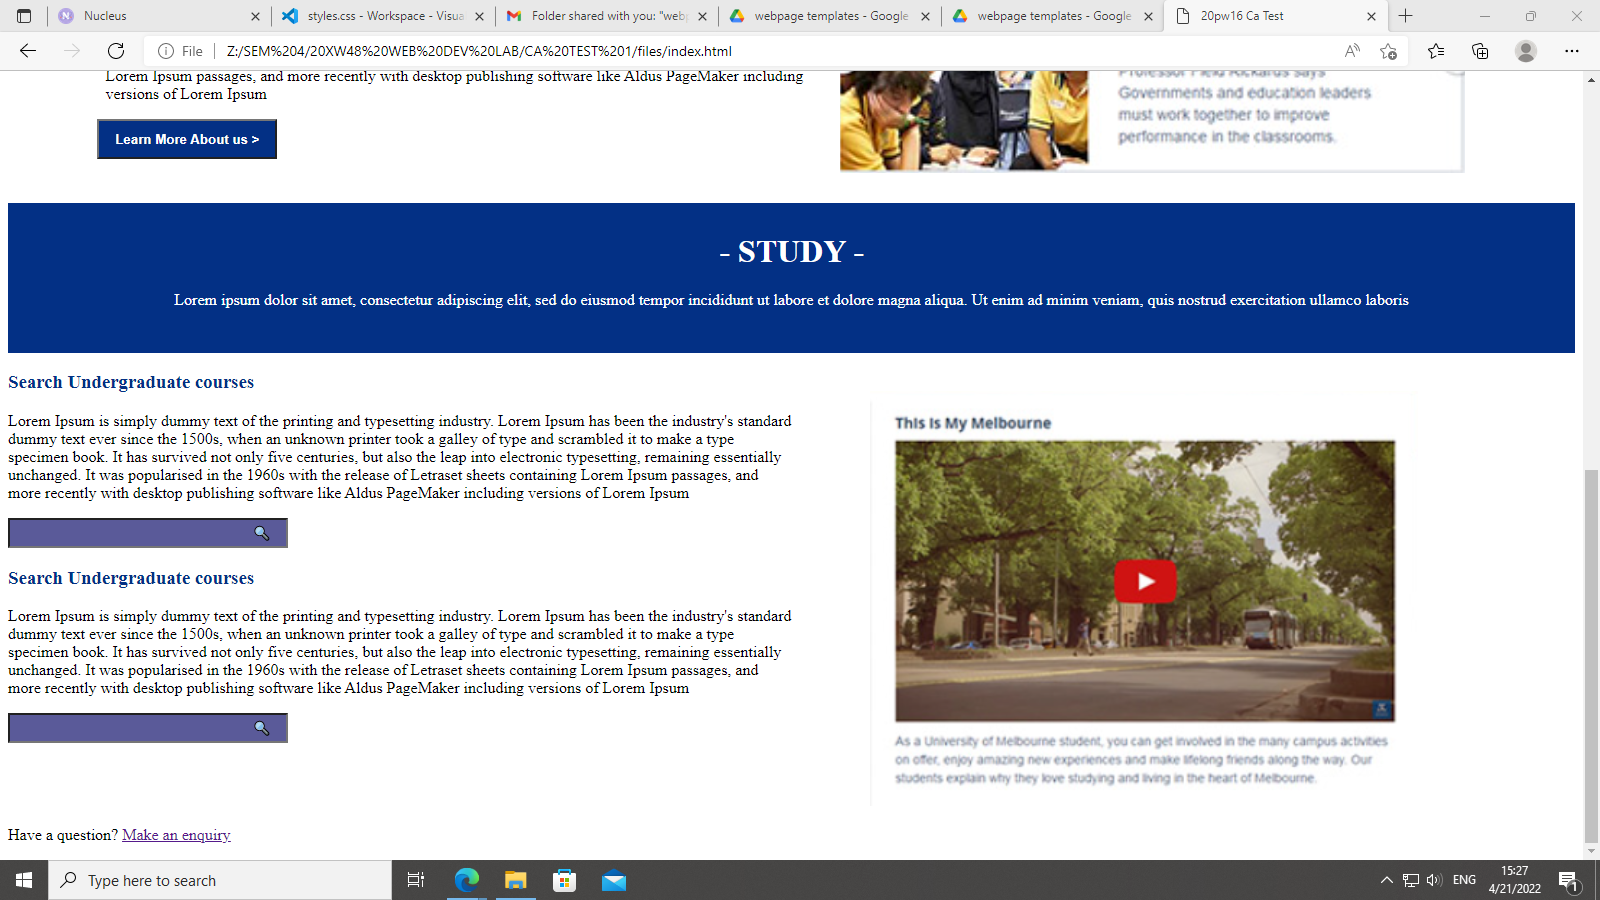 Nucleus
styles.css - Workspace - Visua
Folder shared with you: "web
webpage templates - Google
webpage templates - Google
20pw16 Ca Test
File
Z:/SEM%204/20XW48%20WEB%20DEV%20LAB/CA%20TEST%201/files/index.html
Lorem Ipsum passages, and more recently with desktop publishing software like Aldus PageMaker including
versions of Lorem Ipsum
Learn More About us >
Professor Field Rickards says
Governments and education leaders
must work together to improve
performance in the classrooms.
- STUDY -
Lorem ipsum dolor sit amet, consectetur adipiscing elit, sed do eiusmod tempor incididunt ut labore et dolore magna aliqua. Ut enim ad minim veniam, quis nostrud exercitation ullamco laboris
Search Undergraduate courses
Lorem Ipsum is simply dummy text of the printing and typesetting industry. Lorem Ipsum has been the industry's standard
dummy text ever since the 1500s, when an unknown printer took a galley of type and scrambled it to make a type
specimen book. It has survived not only five centuries, but also the leap into electronic typesetting, remaining essentially
unchanged. It was popularised in the 1960s with the release of Letraset sheets containing Lorem Ipsum passages, and
more recently with desktop publishing software like Aldus PageMaker including versions of Lorem Ipsum
Search Undergraduate courses
Lorem Ipsum is simply dummy text of the printing and typesetting industry. Lorem Ipsum has been the industry's standard
dummy text ever since the 1500s, when an unknown printer took a galley of type and scrambled it to make a type
specimen book. It has survived not only five centuries, but also the leap into electronic typesetting, remaining essentially
unchanged. It was popularised in the 1960s with the release of Letraset sheets containing Lorem Ipsum passages, and
more recently with desktop publishing software like Aldus PageMaker including versions of Lorem Ipsum
This Is My Melbourne
As a University of Melbourne student, you can get involved in the many campus activities
on offer, enjoy amazing new experiences and make lifelong friends along the way. Our
students explain why they love studying and living in the heart of Melbourne.
Have a question? Make an enquiry
Type here to search
ENG
15:27
4/21/2022
1